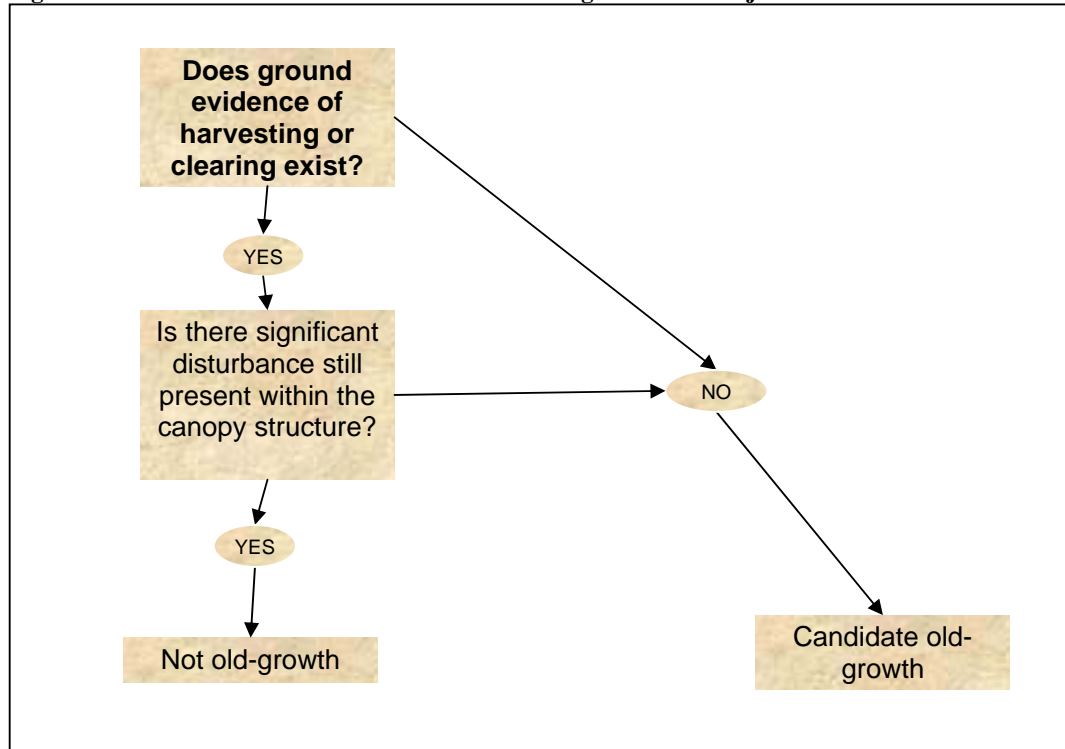 Does ground
evidence of
harvesting or
clearing exist?
YES
Is there significant
disturbance still
present within the
canopy structure?
NO
YES
Not old-growth
Candidate old-
growth